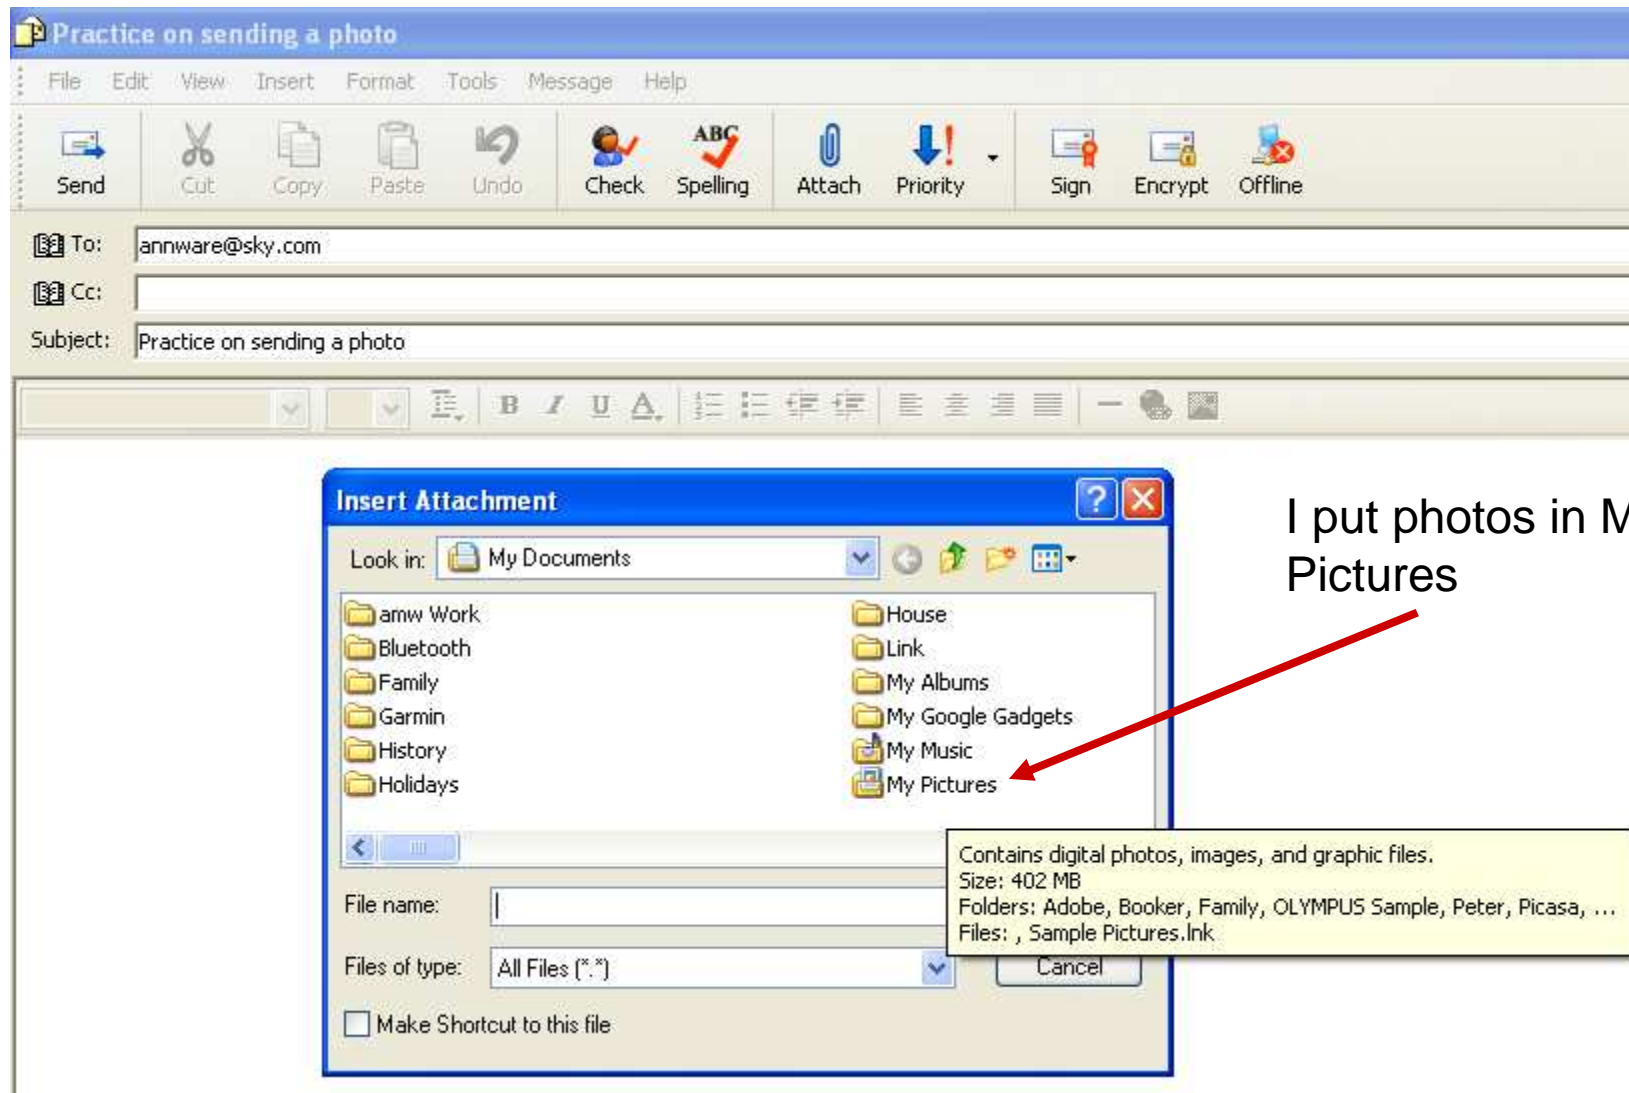 Practice on sending a photo
File Edit View Insert Format Tools Message Help
Send Cut Copy Paste Undo Check ABC Spelling Attach Priority Sign Encrypt Offline
To: annware@sky.com
Cc:
Subject: Practice on sending a photo
B I U A
Insert Attachment
I put photos in M
Pictures
Look in: My Documents
amw Work
Bluetooth
Family
Garmin
History
Holidays
House
Link
My Albums
My Google Gadgets
My Music
My Pictures
Contains digital photos, images, and graphic files.
Size: 402 MB
Folders: Adobe, Booker, Family, OLYMPUS Sample, Peter, Picasa, ...
Files: , Sample Pictures.lnk
File name:
Files of type: All Files (*.*)
Cancel
Make Shortcut to this file